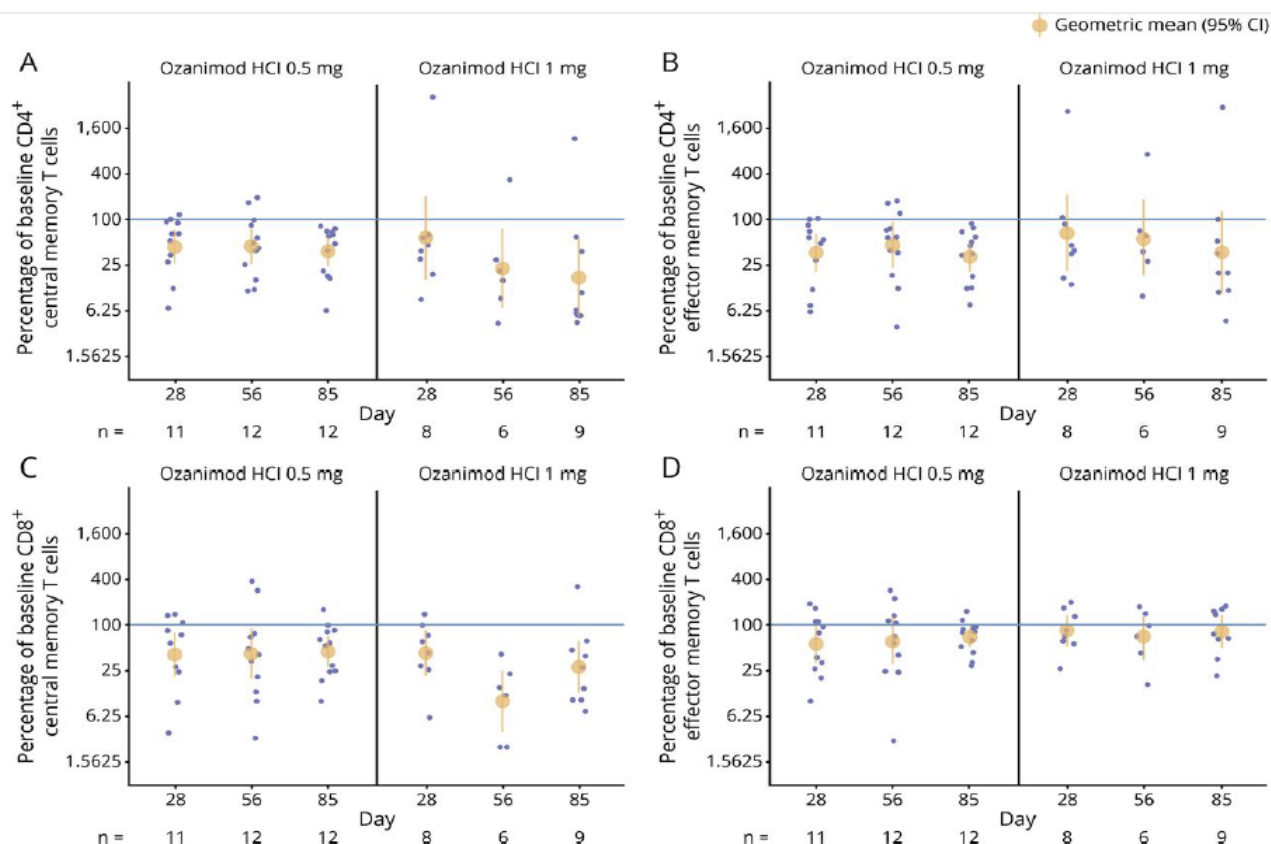 Geometric mean (95% CI)
A
Ozanimod HCl 0.5 mg
Ozanimod HCl 1 mg
Percentage of baseline CD4+
central memory T cells
1,600
400
100
25
6.25
1.5625
28 56 85 28 56 85
Day
n = 11 12 12 8 6 9
B
Ozanimod HCl 0.5 mg
Ozanimod HCl 1 mg
Percentage of baseline CD4+
effector memory T cells
1,600
400
100
25
6.25
1.5625
28 56 85 28 56 85
Day
n = 11 12 12 8 6 9
C
Ozanimod HCl 0.5 mg
Ozanimod HCl 1 mg
Percentage of baseline CD8+
central memory T cells
1,600
400
100
25
6.25
1.5625
28 56 85 28 56 85
Day
n = 11 12 12 8 6 9
D
Ozanimod HCl 0.5 mg
Ozanimod HCl 1 mg
Percentage of baseline CD8+
effector memory T cells
1,600
400
100
25
6.25
1.5625
28 56 85 28 56 85
Day
n = 11 12 12 8 6 9